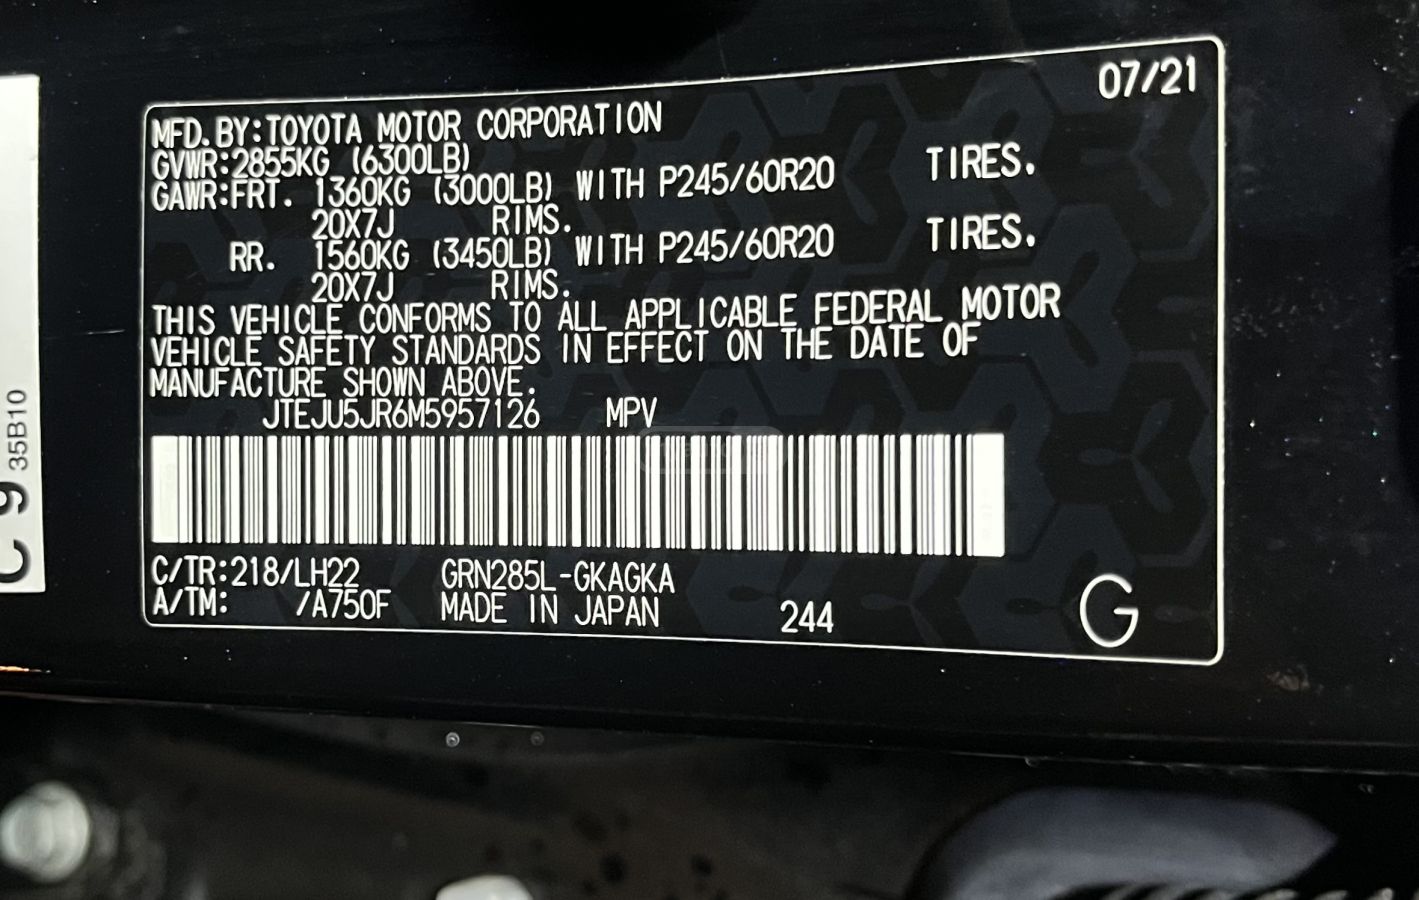 07/21
MFD. BY:TOYOTA MOTOR CORPORATION
GVWR:2855KG (6300LB)
GAWR:FRT. 1360KG (3000LB) WITH P245/60R20 TIRES.
20X7J RIMS.
RR. 1560KG (3450LB) WITH P245/60R20 TIRES.
20X7J RIMS.
THIS VEHICLE CONFORMS TO ALL APPLICABLE FEDERAL MOTOR
VEHICLE SAFETY STANDARDS IN EFFECT ON THE DATE OF
MANUFACTURE SHOWN ABOVE.
JTEJU5JR6M5957126 MPV
C/TR:218/LH22 GRN285L-GKAGKA
A/TM: /A750F MADE IN JAPAN 244 G
C 9 35B10